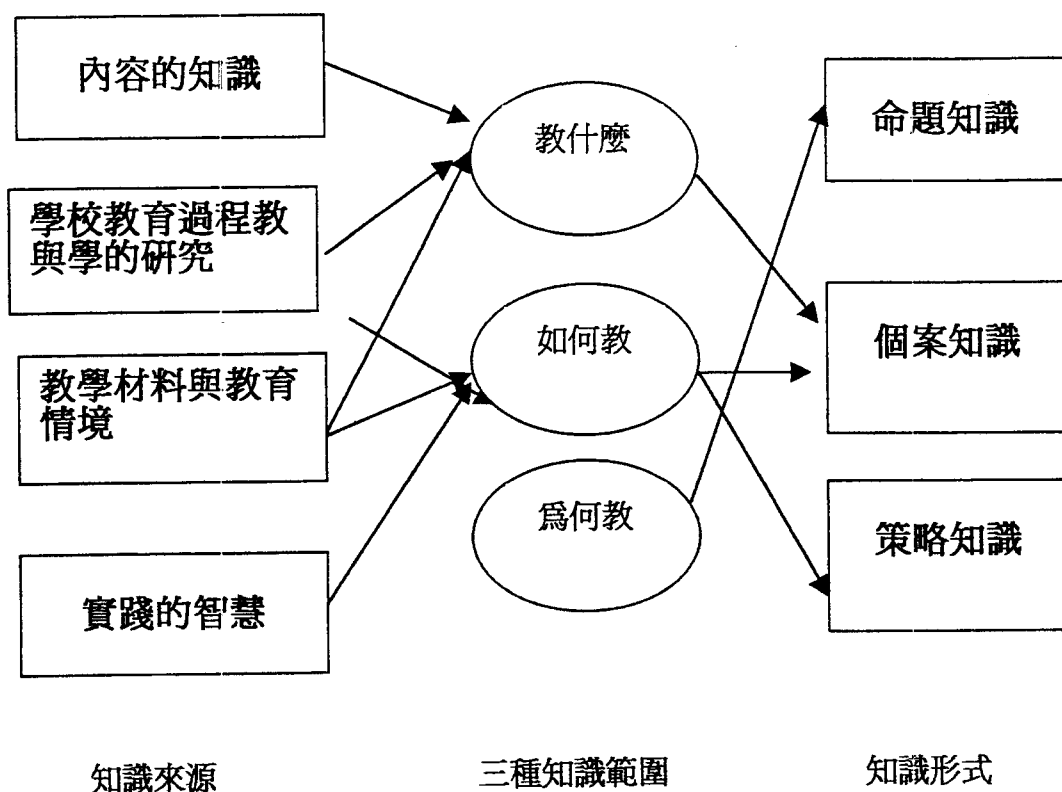 內容的知識
學校教育過程教
與學的研究
教學材料與教育
情境
實踐的智慧
教什麼
如何教
爲何教
命題知識
個案知識
策略知識
知識來源
三種知識範圍
知識形式